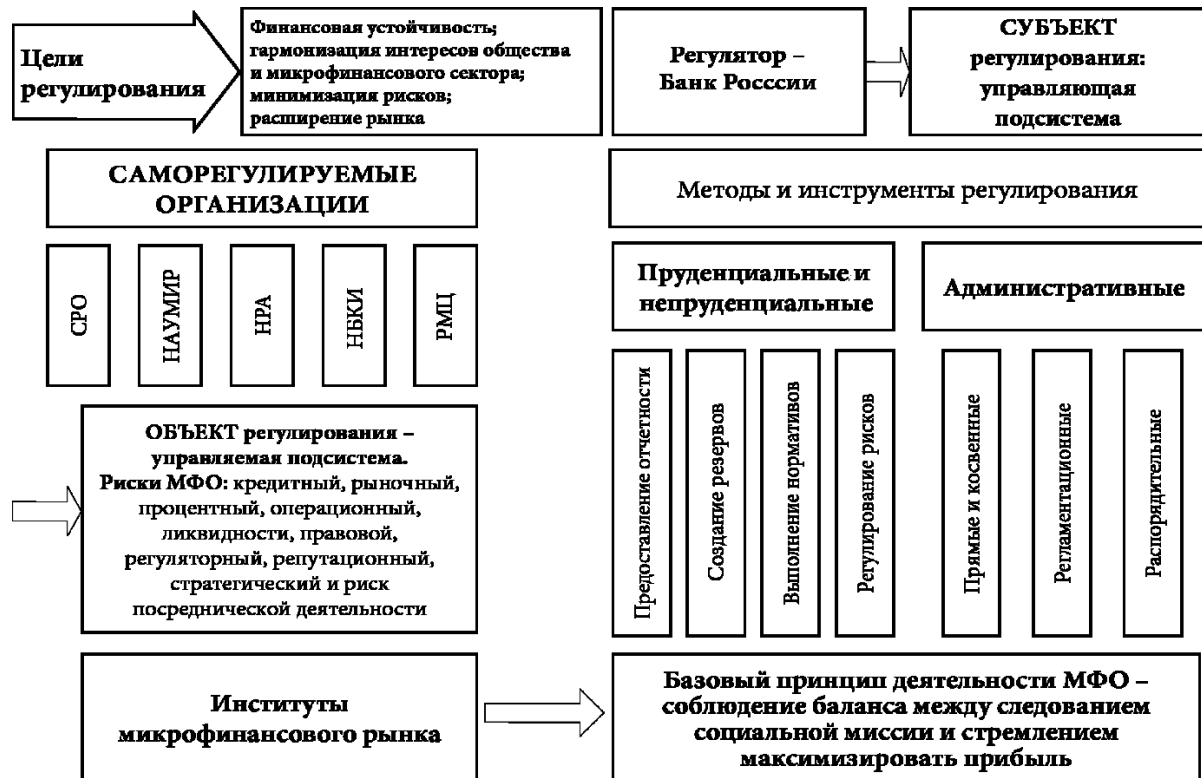 Цели
регулирования
Финансовая устойчивость;
гармонизация интересов общества
и микрофинансового сектора;
минимизация рисков;
расширение рынка
Регулятор –
Банк Росссии
СУБЪЕКТ
регулирования:
управляющая
подсистема
САМОРЕГУЛИРУЕМЫЕ
ОРГАНИЗАЦИИ
Методы и инструменты регулирования
СРО
НАУМИР
НРА
НБКИ
РМЦ
Пруденциальные и
непруденциальные
Административные
Предоставление отчетности
Создание резервов
Выполнение нормативов
Регулирование рисков
Прямые и косвенные
Регламентационные
Распорядительные
ОБЪЕКТ регулирования –
управляемая подсистема.
Риски МФО: кредитный, рыночный,
процентный, операционный,
ликвидности, правовой,
регуляторный, репутационный,
стратегический и риск
посреднической деятельности
Институты
микрофинансового рынка
Базовый принцип деятельности МФО –
соблюдение баланса между следованием
социальной миссии и стремлением
максимизировать прибыль